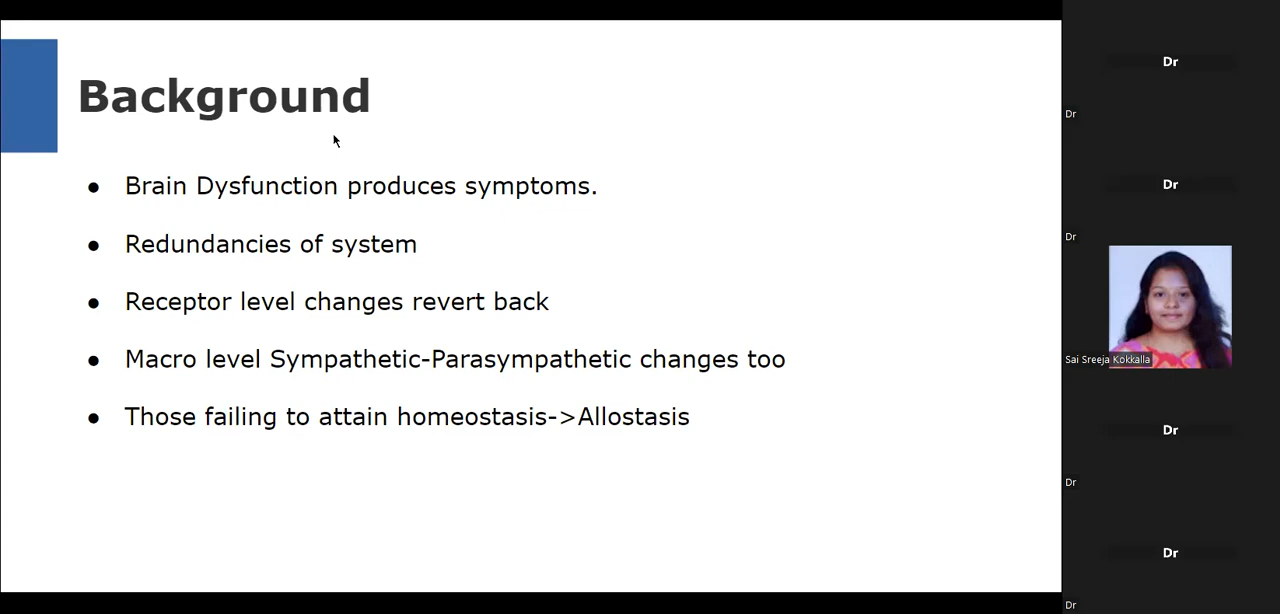 Background
● Brain Dysfunction produces symptoms.
● Redundancies of system
● Receptor level changes revert back
● Macro level Sympathetic-Parasympathetic changes too
● Those failing to attain homeostasis->Allostasis
Dr
Dr
Dr
Dr
Sai Sreeja Kokkalla
Dr
Dr
Dr
Dr